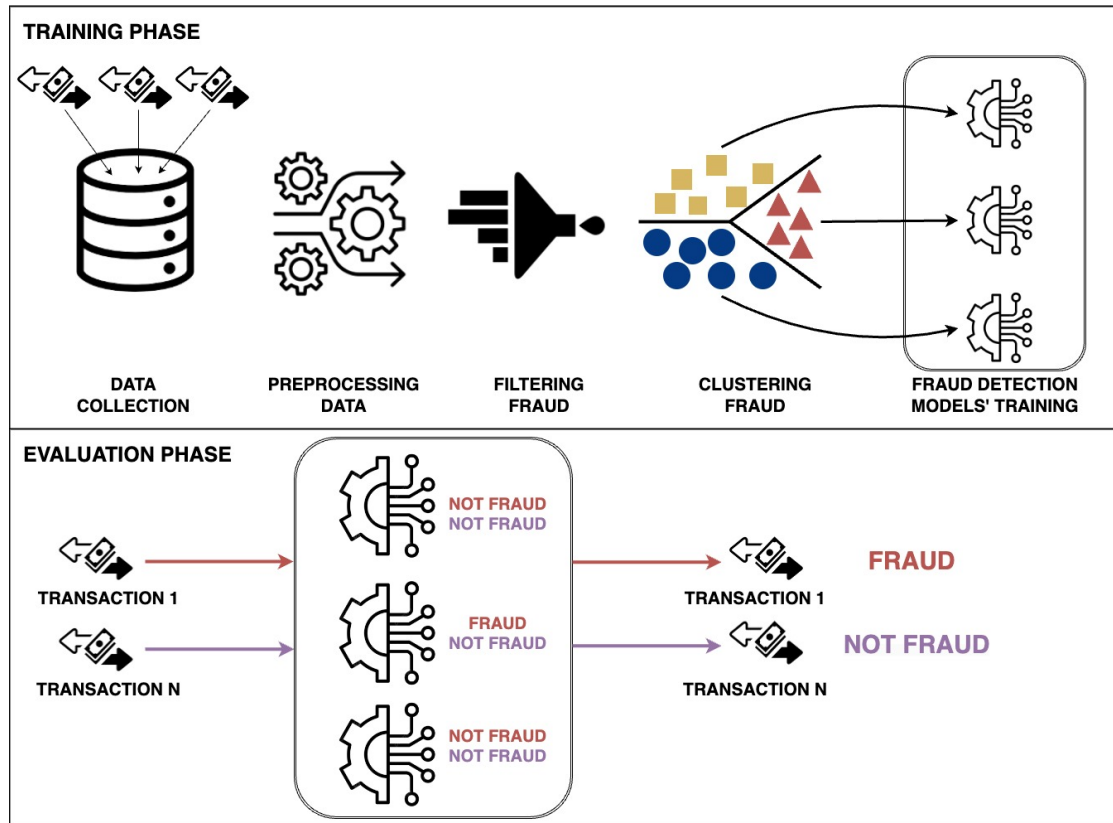 TRAINING PHASE
DATA
COLLECTION
PREPROCESSING
DATA
FILTERING
FRAUD
CLUSTERING
FRAUD
FRAUD DETECTION
MODELS' TRAINING
EVALUATION PHASE
TRANSACTION 1
TRANSACTION N
NOT FRAUD
NOT FRAUD
FRAUD
NOT FRAUD
NOT FRAUD
NOT FRAUD
TRANSACTION 1
FRAUD
TRANSACTION N
NOT FRAUD